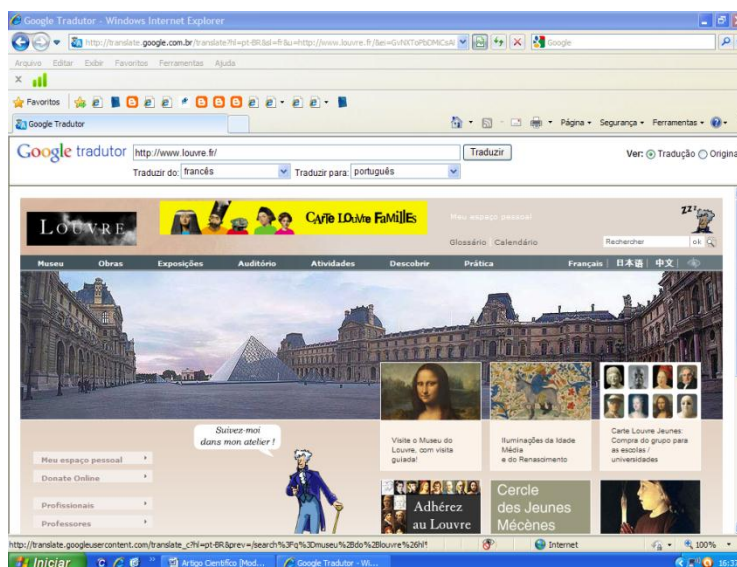 Google Tradutor - Windows Internet Explorer
http://translate.google.com.br/translate?hl=pt-BR&sl=fr&u=http://www.louvre.fr/
Google
Arquivo Editar Exibir Favoritos Ferramentas Ajuda
Favoritos
Google Tradutor
Página Segurança Ferramentas
Google tradutor http://www.louvre.fr/ Traduzir Ver: Tradução Origina
Traduzir do: francês Traduzir para: português
LOUVRE
CArTe LOuVre FaMiLlEs
Meu espaço pessoal
zzz
Glossário Calendário Rechercher ok
Museu Obras Exposições Auditório Atividades Descobrir Prática Français 日本語 中文
Suivez-moi
dans mon atelier !
Visite o Museu do
Louvre, com visita
guiada!
Iluminações da Idade
Média
e do Renascimento
Carte Louvre Jeunes:
Compra do grupo para
as escolas /
universidades
Meu espaço pessoal
Donate Online
Profissionais
Professores
Adhérez
au Louvre
Cercle
des Jeunes
Mécènes
http://translate.googleusercontent.com/translate_c?hl=pt-BR&prev=/search%3Fq%3Dmuseu%2Bdo%2Blouvre%26hl
Internet 100%
Iniciar Artigo Científico [Mod... Google Tradutor - Wi... 16:37